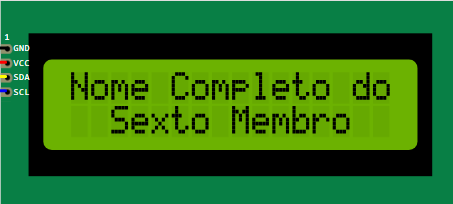 1
GND
VCC
SDA
SCL
Nome Completo do
Sexto Membro